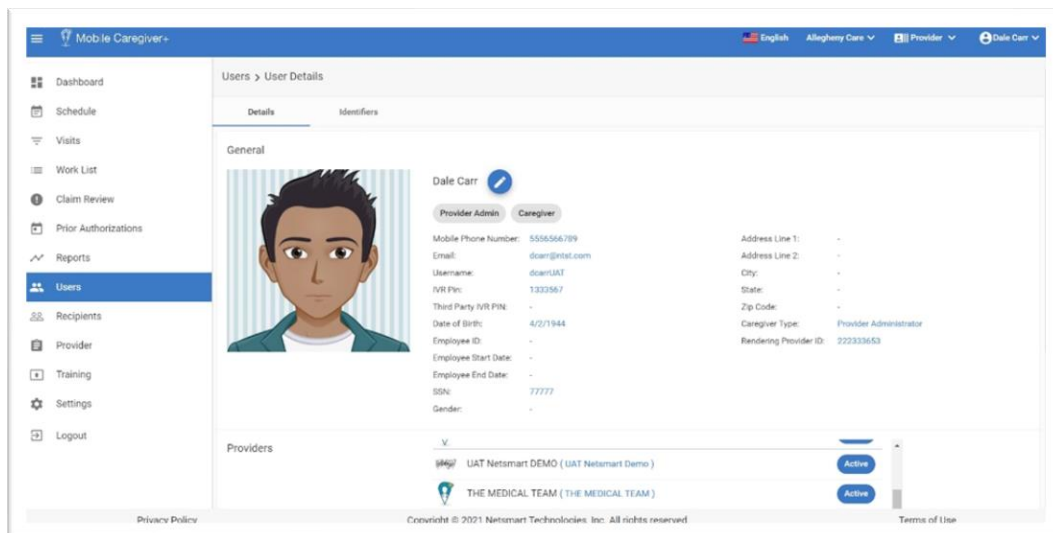 Mobile Caregiver+
English Allegheny Care Provider Dale Carr
Dashboard
Schedule
Visits
Work List
Claim Review
Prior Authorizations
Reports
Users
Recipients
Provider
Training
Settings
Logout
Users > User Details
Details Identifiers
General
Dale Carr
Provider Admin Caregiver
Mobile Phone Number: 5556566789
Email: dcarr@ntst.com
Username: dcarrUAT
IVR Pin: 1333567
Third Party IVR PIN: -
Date of Birth: 4/2/1944
Employee ID: -
Employee Start Date: -
Employee End Date: -
SSN: 77777
Gender: -
Address Line 1: -
Address Line 2: -
City: -
State: -
Zip Code: -
Caregiver Type: Provider Administrator
Rendering Provider ID: 222333653
Providers
UAT Netsmart DEMO ( UAT Netsmart Demo ) Active
THE MEDICAL TEAM ( THE MEDICAL TEAM ) Active
Privacy Policy Copyright © 2021 Netsmart Technologies, Inc. All rights reserved Terms of Use